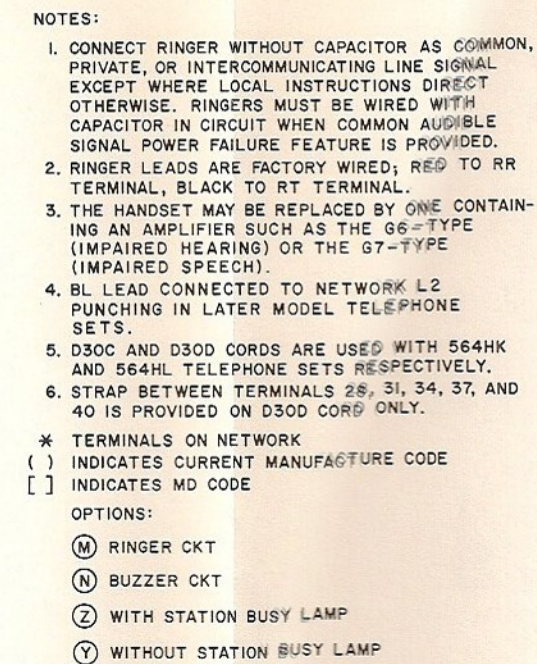 NOTES:
1. CONNECT RINGER WITHOUT CAPACITOR AS COMMON,
PRIVATE, OR INTERCOMMUNICATING LINE SIGNAL
EXCEPT WHERE LOCAL INSTRUCTIONS DIRECT
OTHERWISE. RINGERS MUST BE WIRED WITH
CAPACITOR IN CIRCUIT WHEN COMMON AUDIBLE
SIGNAL POWER FAILURE FEATURE IS PROVIDED.
2. RINGER LEADS ARE FACTORY WIRED; RED TO RR
TERMINAL, BLACK TO RT TERMINAL.
3. THE HANDSET MAY BE REPLACED BY ONE CONTAIN-
ING AN AMPLIFIER SUCH AS THE G6-TYPE
(IMPAIRED HEARING) OR THE G7-TYPE
(IMPAIRED SPEECH).
4. BL LEAD CONNECTED TO NETWORK L2
PUNCHING IN LATER MODEL TELEPHONE
SETS.
5. D30C AND D30D CORDS ARE USED WITH 564HK
AND 564HL TELEPHONE SETS RESPECTIVELY.
6. STRAP BETWEEN TERMINALS 28, 31, 34, 37, AND
40 IS PROVIDED ON D30D CORD ONLY.
* TERMINALS ON NETWORK
( ) INDICATES CURRENT MANUFACTURE CODE
[ ] INDICATES MD CODE
OPTIONS:
M RINGER CKT
N BUZZER CKT
Z WITH STATION BUSY LAMP
Y WITHOUT STATION BUSY LAMP